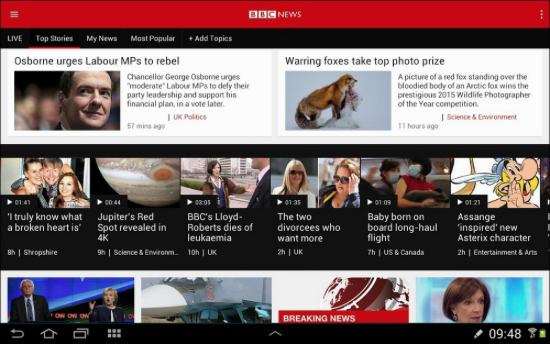 BBC NEWS
LIVE
Top Stories
My News
Most Popular
+ Add Topics
Osborne urges Labour MPs to rebel
Chancellor George Osborne urges
"moderate" Labour MPs to defy their
party leadership and support his
financial plan, in a vote later.
| UK Politics
57 mins ago
Warring foxes take top photo prize
A picture of a red fox standing over the
bloodied body of an Arctic fox wins the
prestigious 2015 Wildlife Photographer
of the Year competition.
| Science & Environment
11 hours ago
01:41
'I truly know what
a broken heart is'
8h | Shropshire
00:44
Jupiter's Red
Spot revealed in
4K
9h | Science & Environm...
03:05
BBC's Lloyd-
Roberts dies of
leukaemia
10h | UK
01:35
The two
divorcees who
want more
2h | UK
01:09
Baby born on
board long-haul
flight
7h | US & Canada
01:21
Assange
'inspired' new
Asterix character
2h | Entertainment & Arts
CNN
CNN
BREAKING NEWS
09:48